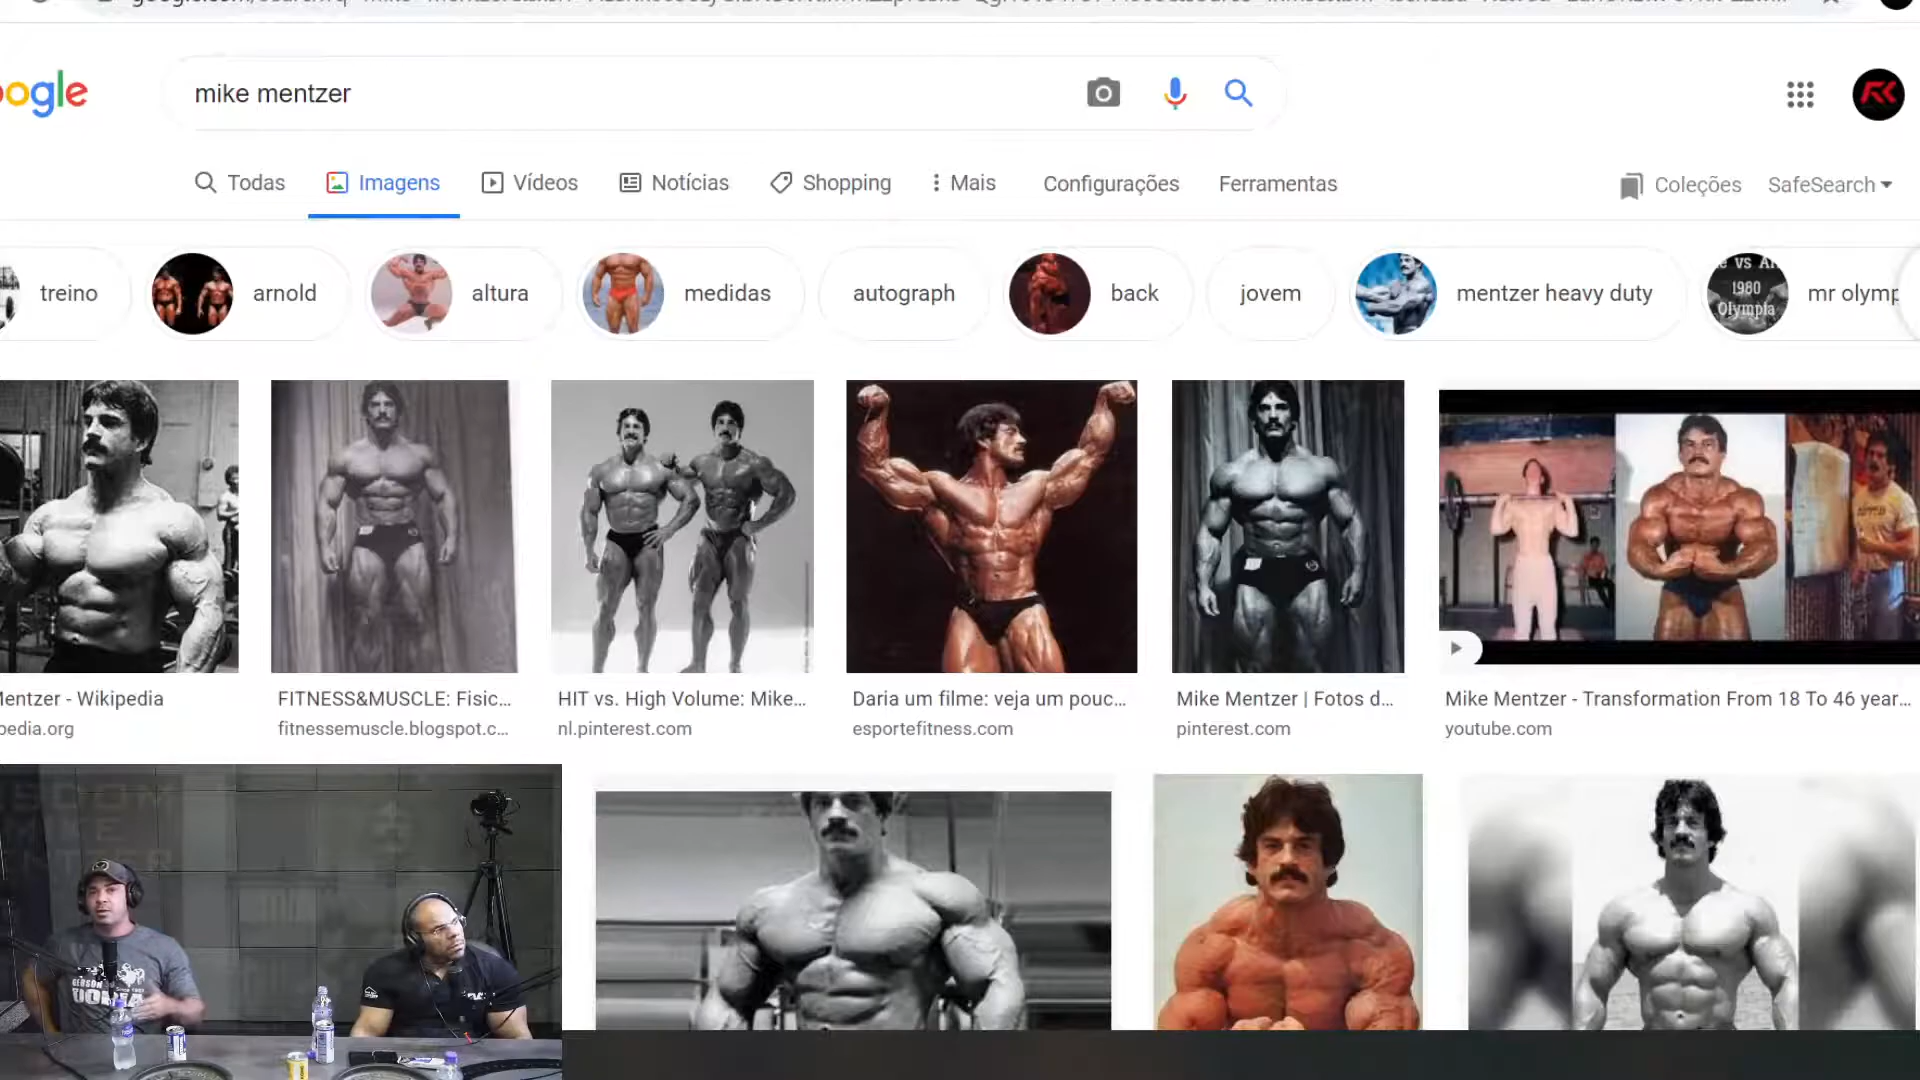 ogle
mike mentzer
Todas
Imagens
Vídeos
Notícias
Shopping
Mais
Configurações
Ferramentas
Coleções
SafeSearch
treino
arnold
altura
medidas
autograph
back
jovem
mentzer heavy duty
1980
Olympia
mr olymp
Mentzer - Wikipedia
pedia.org
FITNESS&MUSCLE: Fisic...
fitnessemuscle.blogspot.c...
HIT vs. High Volume: Mike...
nl.pinterest.com
Daria um filme: veja um pouc...
esportefitness.com
Mike Mentzer | Fotos d...
pinterest.com
Mike Mentzer - Transformation From 18 To 46 year...
youtube.com